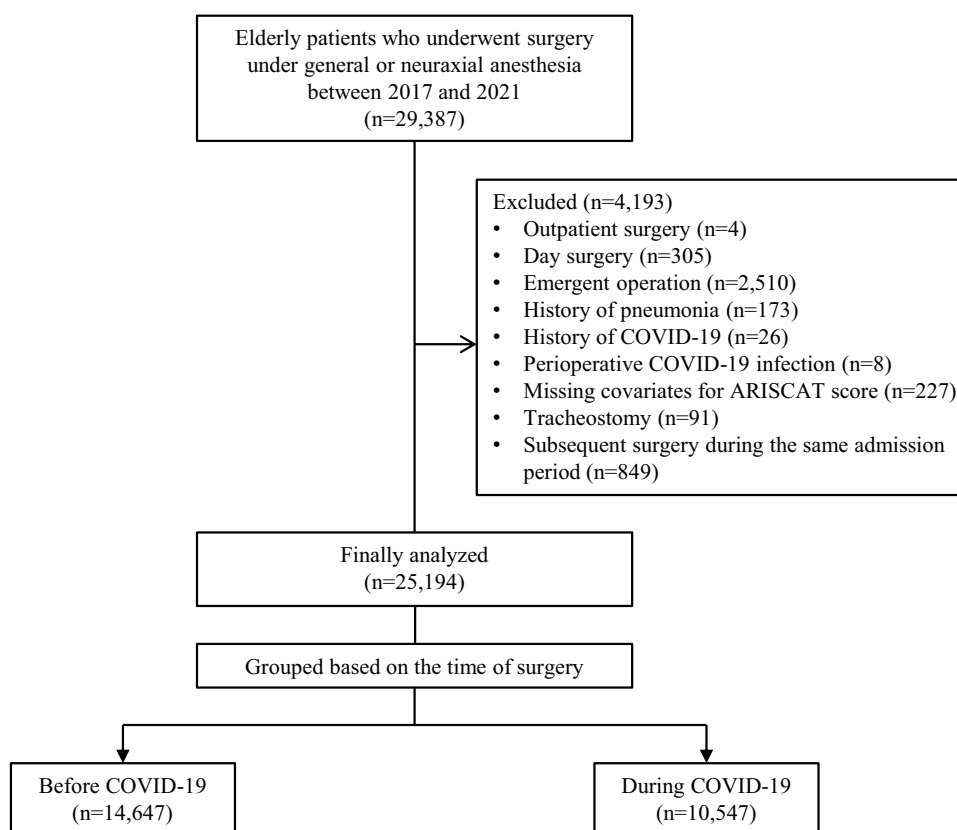 Elderly patients who underwent surgery
under general or neuraxial anesthesia
between 2017 and 2021
(n=29,387)
Excluded (n=4,193)
• Outpatient surgery (n=4)
• Day surgery (n=305)
• Emergent operation (n=2,510)
• History of pneumonia (n=173)
• History of COVID-19 (n=26)
• Perioperative COVID-19 infection (n=8)
• Missing covariates for ARISCAT score (n=227)
• Tracheostomy (n=91)
• Subsequent surgery during the same admission
period (n=849)
Finally analyzed
(n=25,194)
Grouped based on the time of surgery
Before COVID-19
(n=14,647)
During COVID-19
(n=10,547)